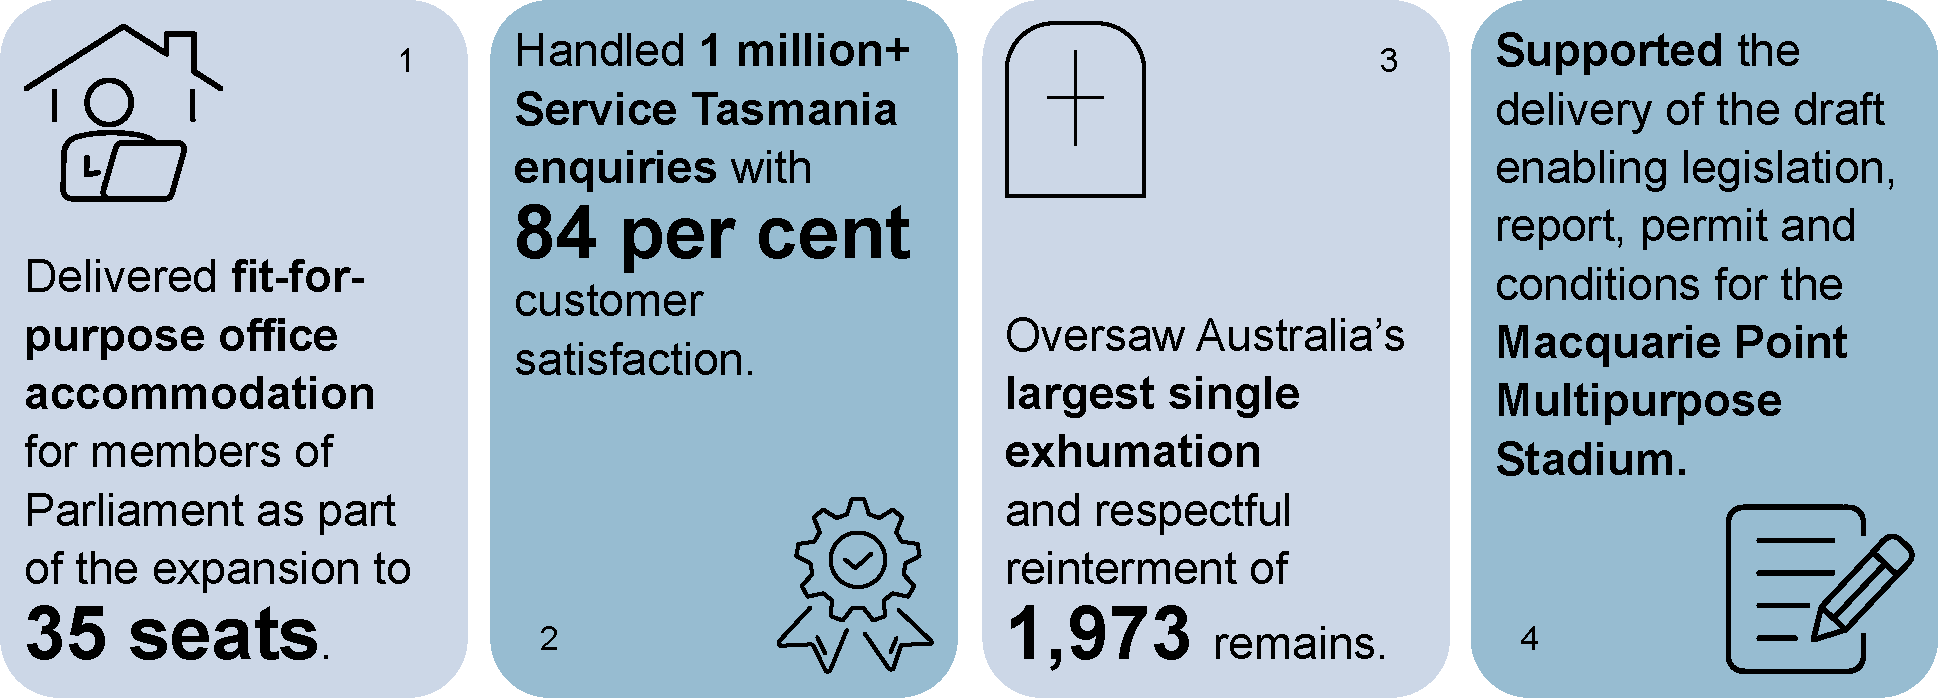 1
Delivered fit-for-
purpose office
accommodation
for members of
Parliament as part
of the expansion to
35 seats.
Handled 1 million+
Service Tasmania
enquiries with
84 per cent
customer
satisfaction.
2
3
Oversaw Australia’s
largest single
exhumation
and respectful
reinterment of
1,973 remains.
Supported the
delivery of the draft
enabling legislation,
report, permit and
conditions for the
Macquarie Point
Multipurpose
Stadium.
4